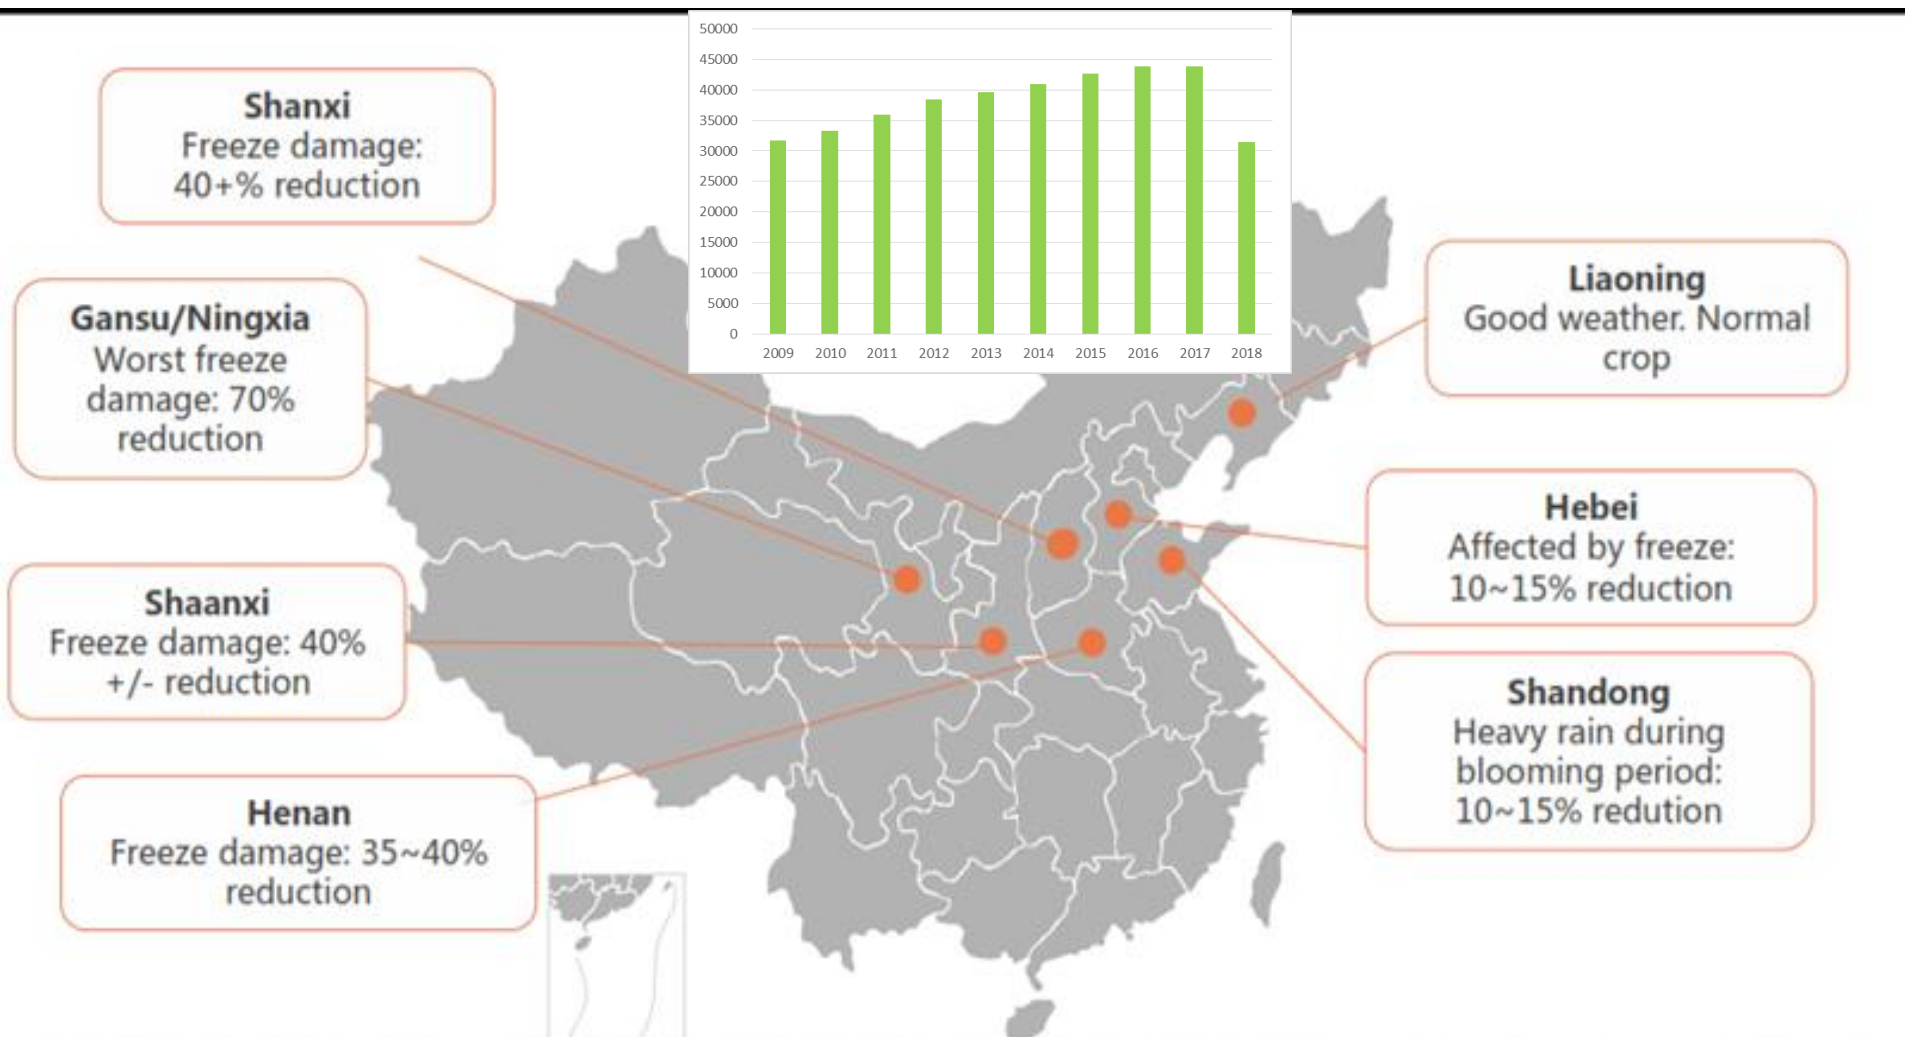 50000
45000
40000
35000
30000
25000
20000
15000
10000
5000
0
2009 2010 2011 2012 2013 2014 2015 2016 2017 2018
Shanxi
Freeze damage:
40+% reduction
Gansu/Ningxia
Worst freeze
damage: 70%
reduction
Shaanxi
Freeze damage: 40%
+/- reduction
Henan
Freeze damage: 35~40%
reduction
Liaoning
Good weather. Normal
crop
Hebei
Affected by freeze:
10~15% reduction
Shandong
Heavy rain during
blooming period:
10~15% redution